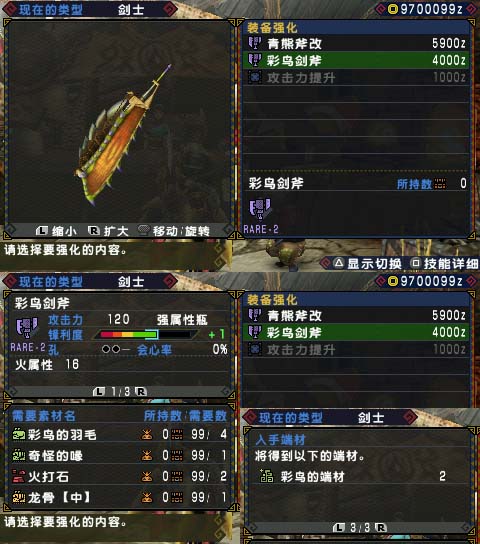 现在的类型 剑士
9700099z
装备强化
青熊斧改 5900z
彩鸟剑斧 4000z
攻击力提升 1000z
彩鸟剑斧 所持数 0
RARE-2
L 缩小 R 扩大 移动/旋转
请选择要强化的内容。
△显示切换 □技能详细
现在的类型 剑士
9700099z
彩鸟剑斧
攻击力 120 强属性瓶
锋利度 +1
RARE-2 孔 ○○— 会心率 0%
火属性 16
L 1/3 R
装备强化
青熊斧改 5900z
彩鸟剑斧 4000z
攻击力提升 1000z
需要素材名 所持数/需要数
彩鸟的羽毛 0 99/ 4
奇怪的喙 0 99/ 1
火打石 0 99/ 2
龙骨【中】 0 99/ 1
请选择要强化的内容。
现在的类型 剑士
入手端材
将得到以下的端材。
彩鸟的端材 2
L 3/3 R